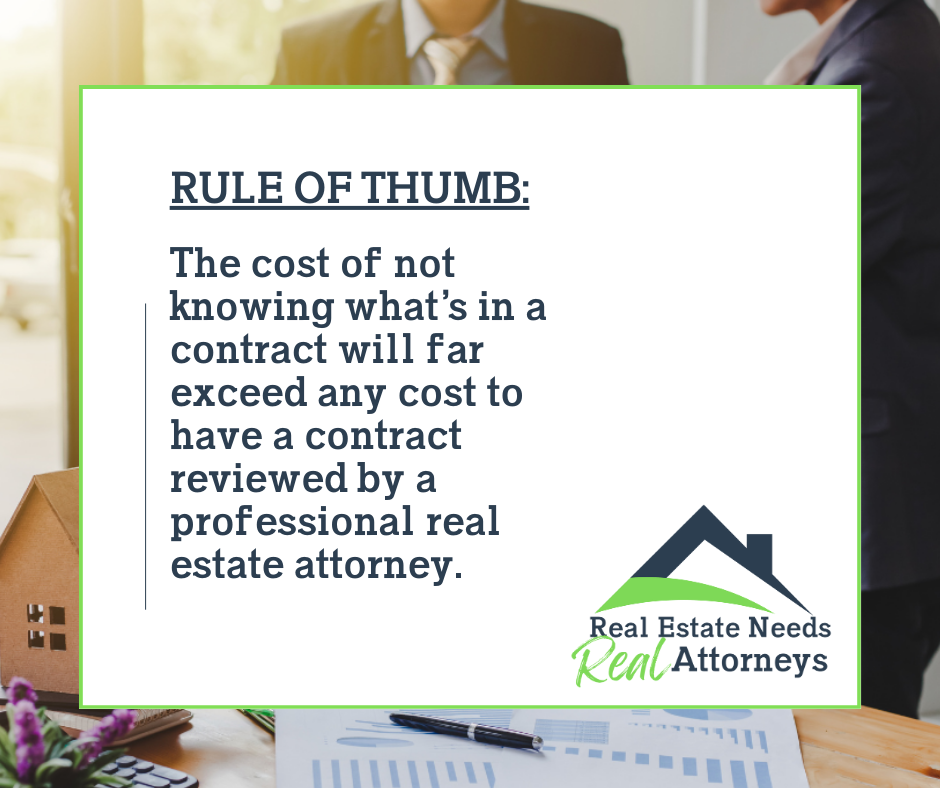 RULE OF THUMB:
The cost of not
knowing what's in a
contract will far
exceed any cost to
have a contract
reviewed by a
professional real
estate attorney.
Real Estate Needs
Real Attorneys